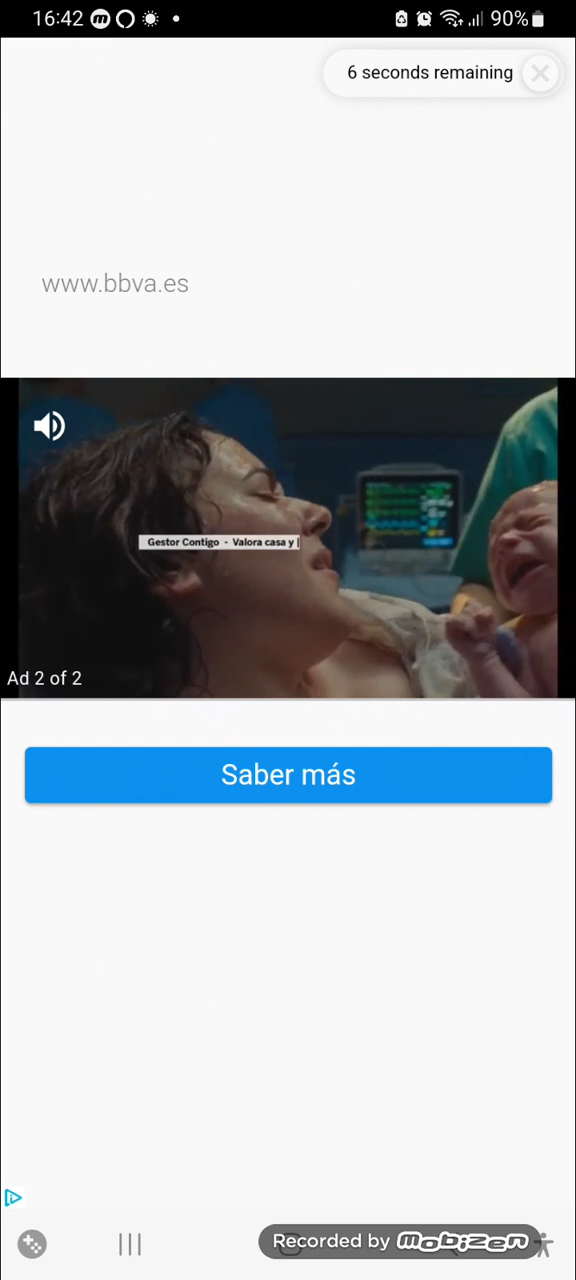 16:42
90%
6 seconds remaining
www.bbva.es
Gestor Contigo - Valora casa y
Ad 2 of 2
Saber más
Recorded by mobizen